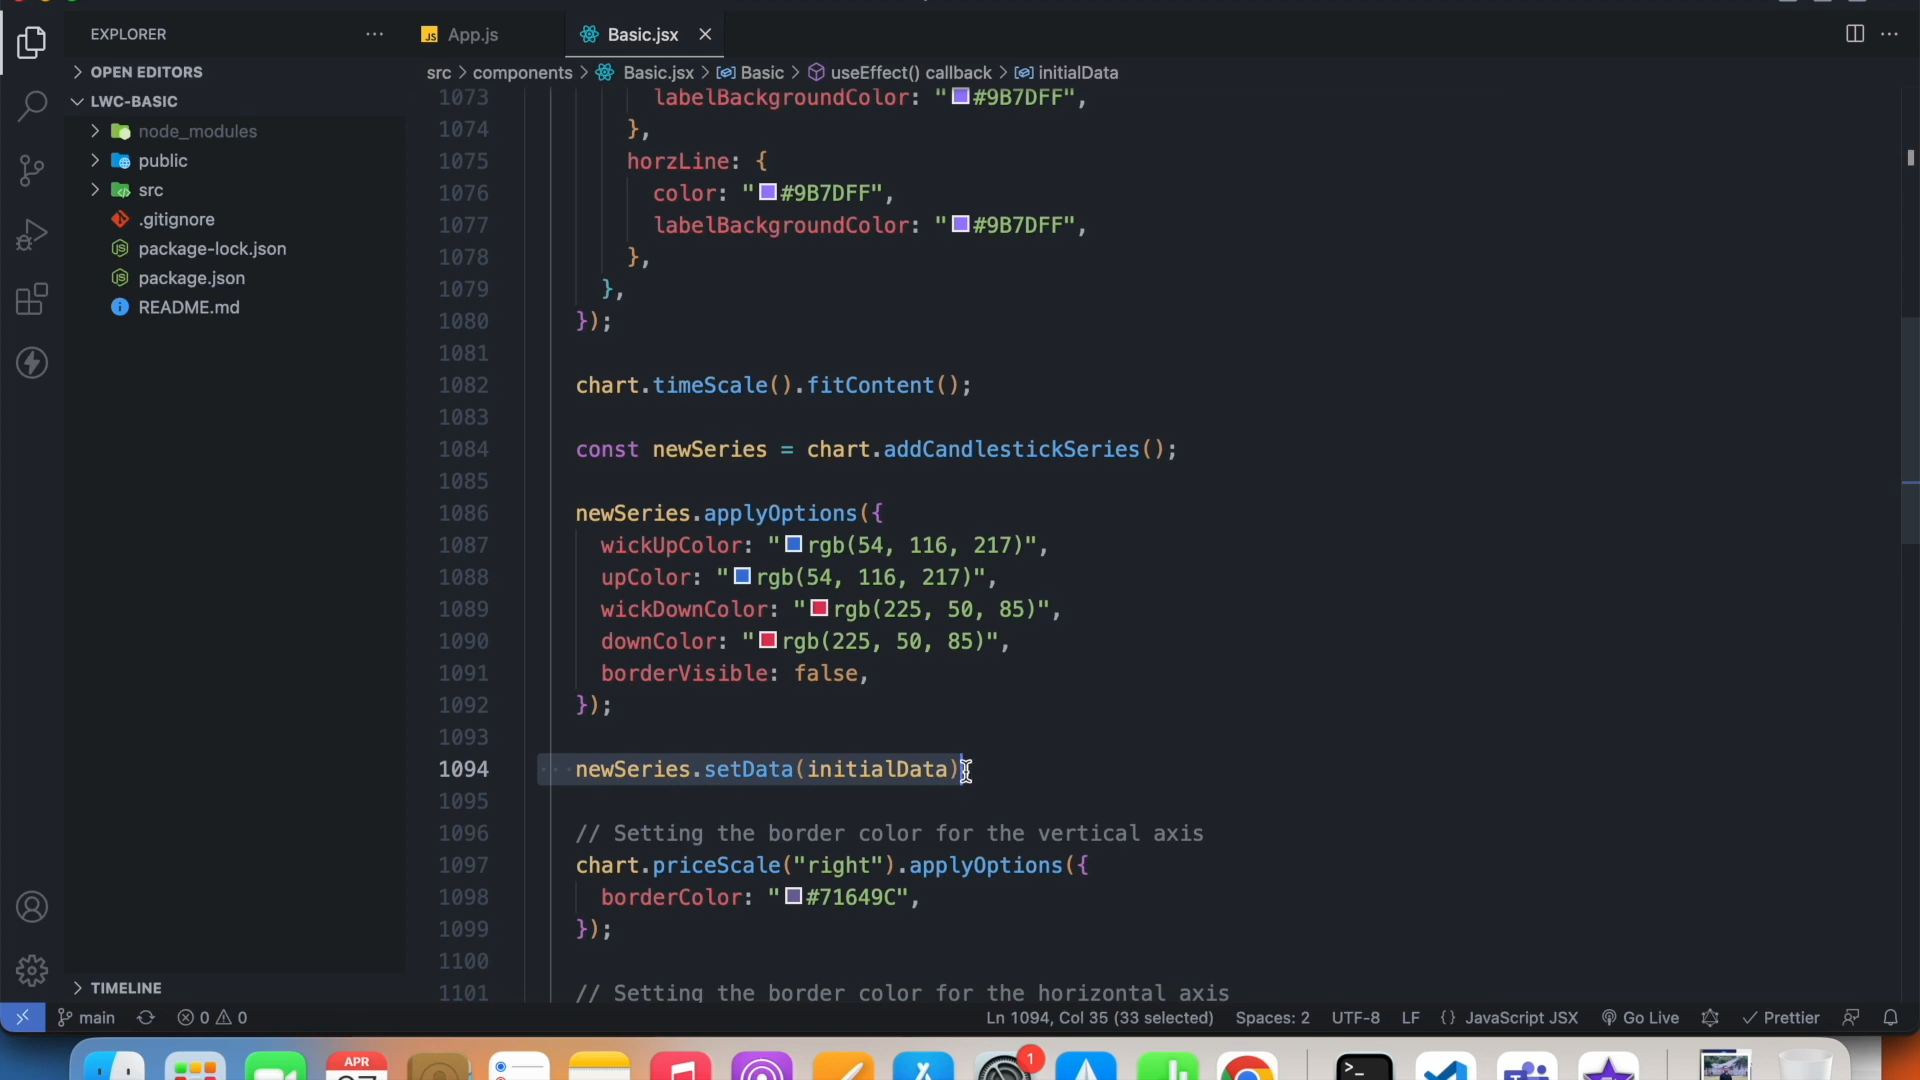 EXPLORER
App.js
Basic.jsx
OPEN EDITORS
src > components > Basic.jsx > Basic > useEffect() callback > initialData
LWC-BASIC
node_modules
public
src
.gitignore
package-lock.json
package.json
README.md
1073 labelBackgroundColor: "#9B7DFF",
1074 },
1075 horzLine: {
1076 color: "#9B7DFF",
1077 labelBackgroundColor: "#9B7DFF",
1078 },
1079 },
1080 });
1081
1082 chart.timeScale().fitContent();
1083
1084 const newSeries = chart.addCandlestickSeries();
1085
1086 newSeries.applyOptions({
1087 wickUpColor: "rgb(54, 116, 217)",
1088 upColor: "rgb(54, 116, 217)",
1089 wickDownColor: "rgb(225, 50, 85)",
1090 downColor: "rgb(225, 50, 85)",
1091 borderVisible: false,
1092 });
1093
1094 newSeries.setData(initialData);
1095
1096 // Setting the border color for the vertical axis
1097 chart.priceScale("right").applyOptions({
1098 borderColor: "#71649C",
1099 });
1100
1101 // Setting the border color for the horizontal axis
TIMELINE
main
0 0
Ln 1094, Col 35 (33 selected)
Spaces: 2
UTF-8
LF
{} JavaScript JSX
Go Live
Prettier
APR
1